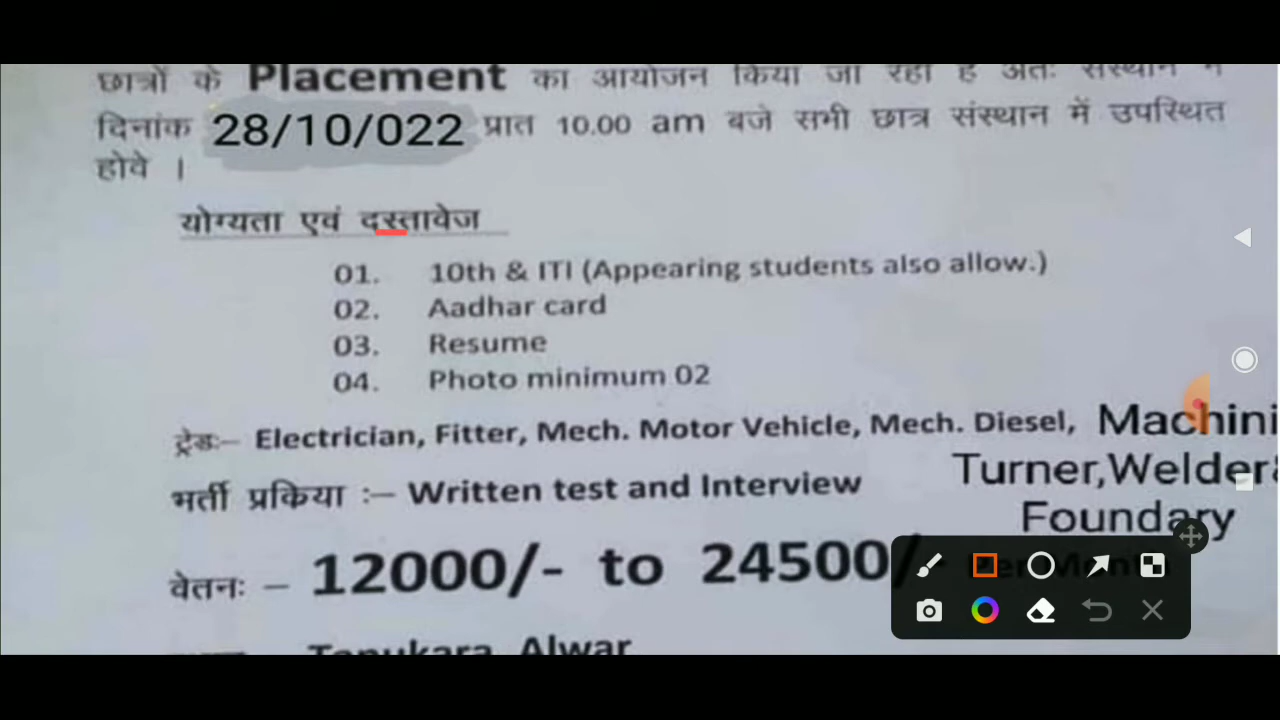 छात्रों के Placement का आयोजन किया जा रहा है अतः संस्थान में
दिनांक 28/10/022 प्रात 10.00 am बजे सभी छात्र संस्थान में उपस्थित
होवे ।
योग्यता एवं दस्तावेज
01. 10th & ITI (Appearing students also allow.)
02. Aadhar card
03. Resume
04. Photo minimum 02
ट्रेडः– Electrician, Fitter, Mech. Motor Vehicle, Mech. Diesel, Machini
Turner,Welder
भर्ती प्रकिया :– Written test and Interview
Foundary
वेतनः – 12000/- to 24500/- Per Month
Tapukara, Alwar